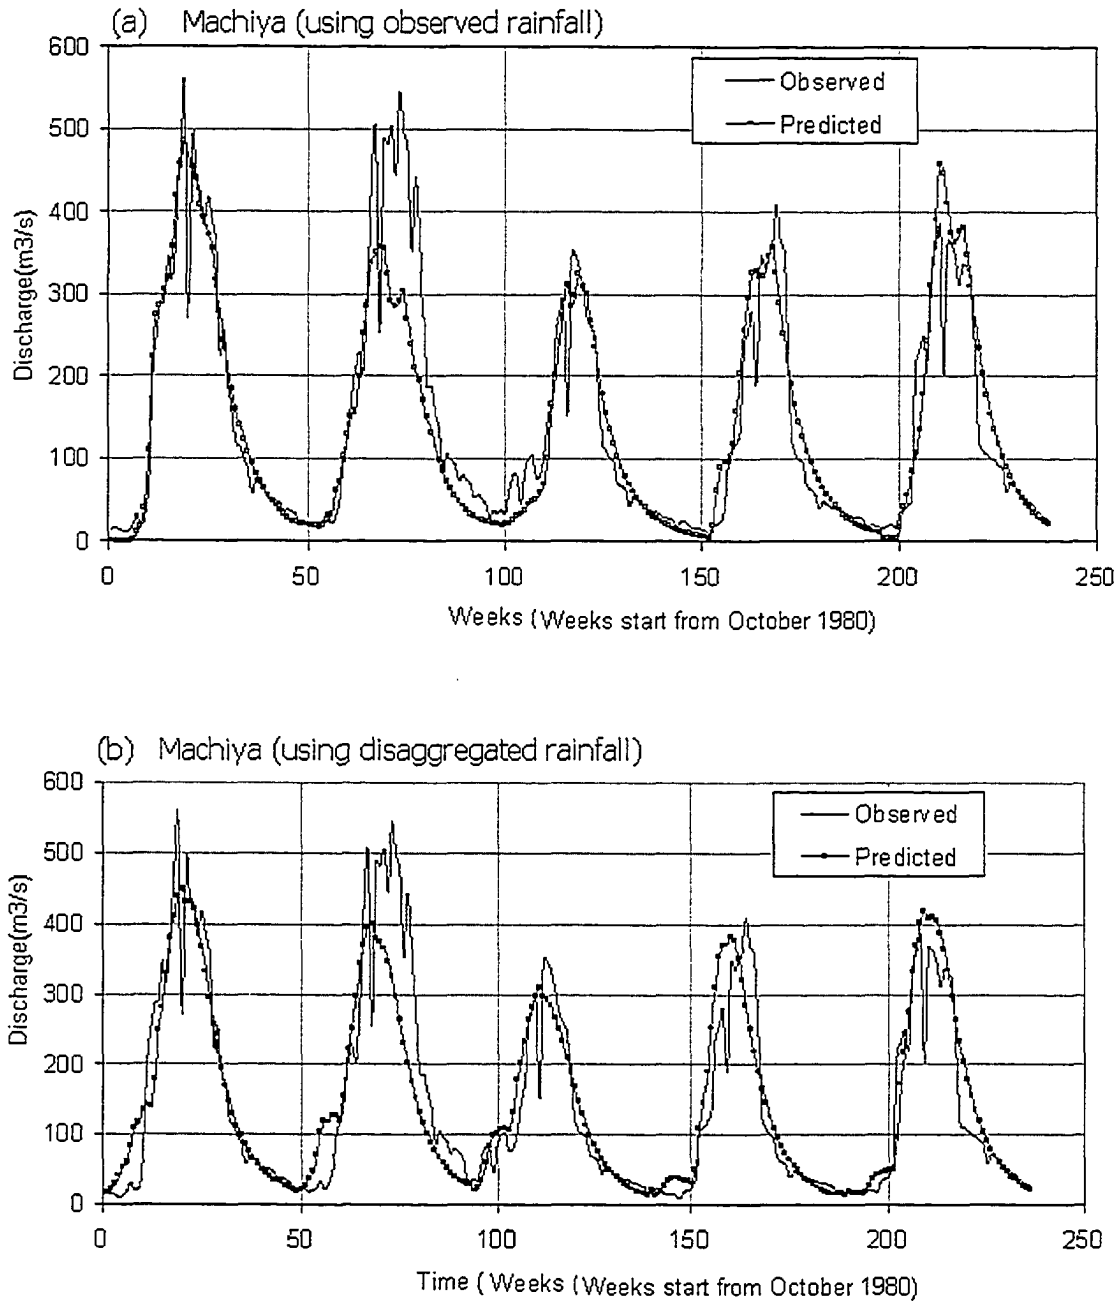 (a) Machiya (using observed rainfall)
600
500
400
300
200
100
0
Discharge(m3/s)
Observed
Predicted
0 50 100 150 200 250
Weeks (Weeks start from October 1980)
(b) Machiya (using disaggregated rainfall)
600
500
400
300
200
100
0
Discharge(m3/s)
Observed
Predicted
0 50 100 150 200 250
Time (Weeks (Weeks start from October 1980)